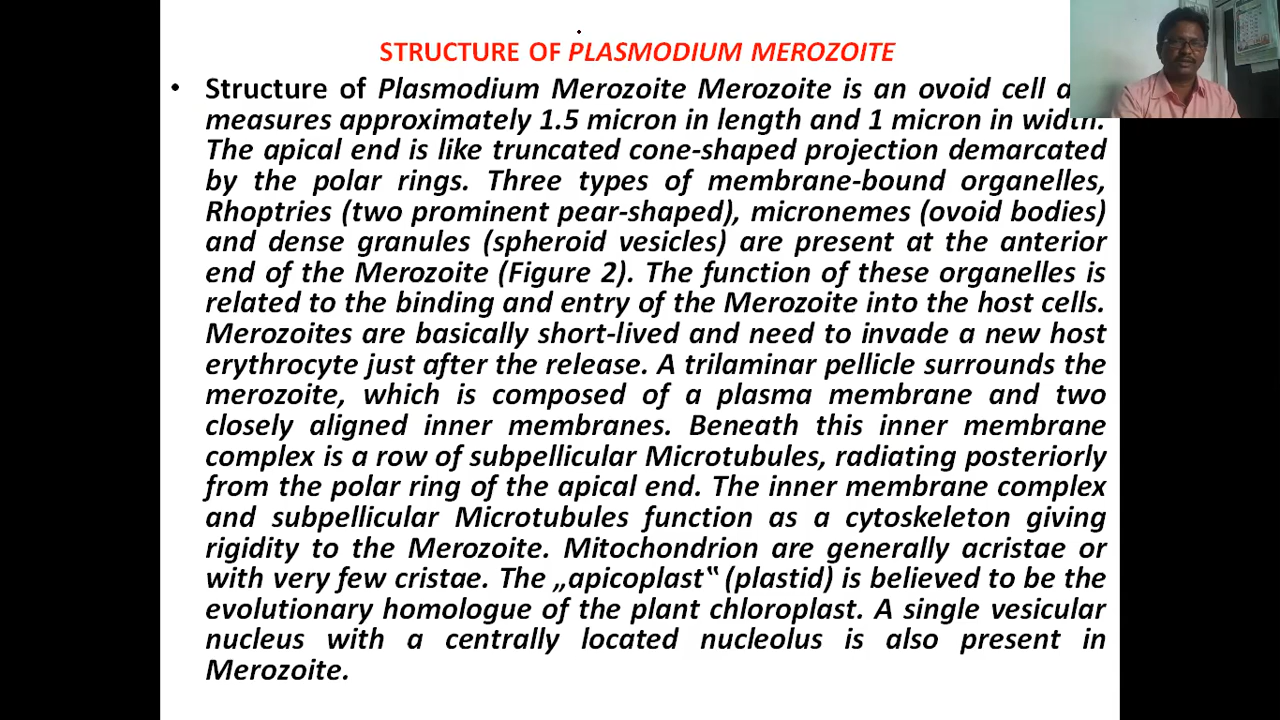 STRUCTURE OF PLASMODIUM MEROZOITE
• Structure of Plasmodium Merozoite Merozoite is an ovoid cell
measures approximately 1.5 micron in length and 1 micron in width.
The apical end is like truncated cone-shaped projection demarcated
by the polar rings. Three types of membrane-bound organelles,
Rhoptries (two prominent pear-shaped), micronemes (ovoid bodies)
and dense granules (spheroid vesicles) are present at the anterior
end of the Merozoite (Figure 2). The function of these organelles is
related to the binding and entry of the Merozoite into the host cells.
Merozoites are basically short-lived and need to invade a new host
erythrocyte just after the release. A trilaminar pellicle surrounds the
merozoite, which is composed of a plasma membrane and two
closely aligned inner membranes. Beneath this inner membrane
complex is a row of subpellicular Microtubules, radiating posteriorly
from the polar ring of the apical end. The inner membrane complex
and subpellicular Microtubules function as a cytoskeleton giving
rigidity to the Merozoite. Mitochondrion are generally acristae or
with very few cristae. The „apicoplast‟ (plastid) is believed to be the
evolutionary homologue of the plant chloroplast. A single vesicular
nucleus with a centrally located nucleolus is also present in
Merozoite.